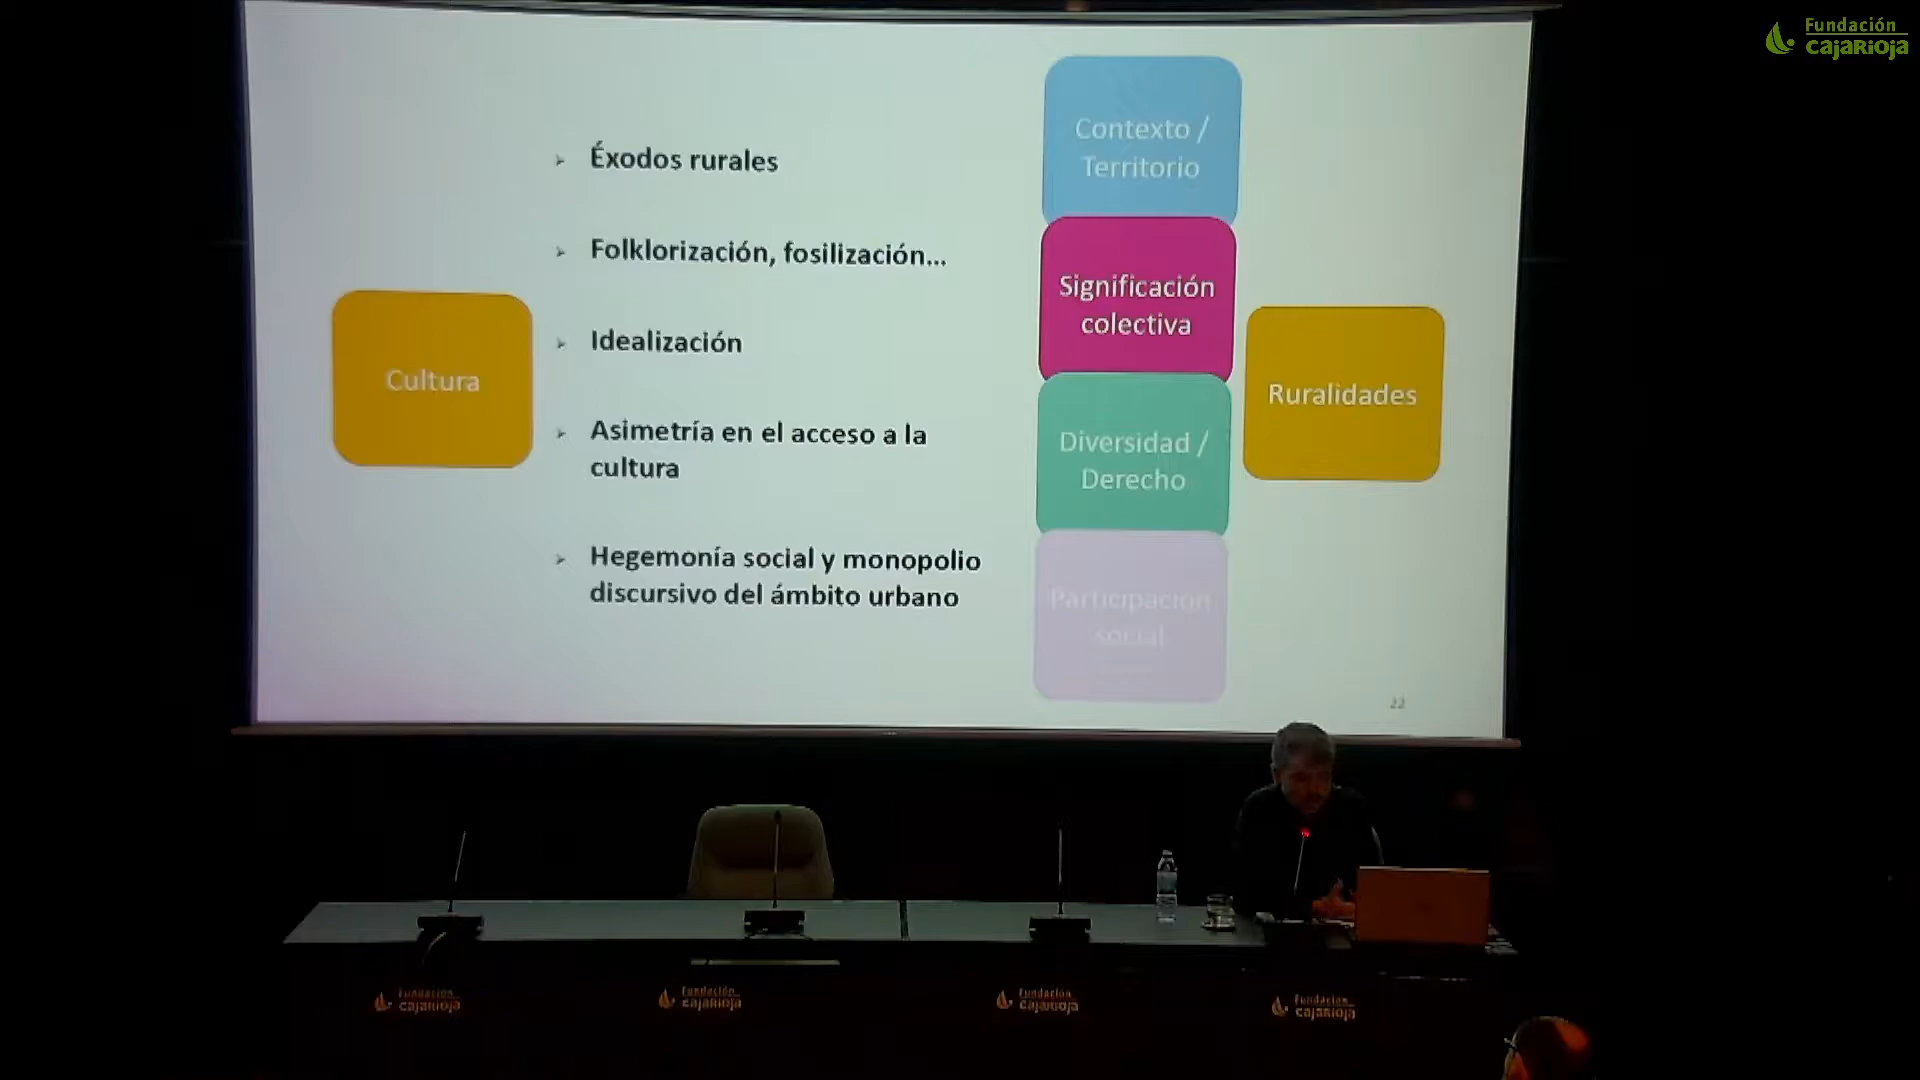 Fundación
cajaRioja
Éxodos rurales
Folklorización, fosilización...
Idealización
Asimetría en el acceso a la
cultura
Hegemonía social y monopolio
discursivo del ámbito urbano
Cultura
Contexto /
Territorio
Significación
colectiva
Diversidad /
Derecho
Participación
social
Ruralidades
22
Fundación
cajaRioja
Fundación
cajaRioja
Fundación
cajaRioja
Fundación
cajaRioja